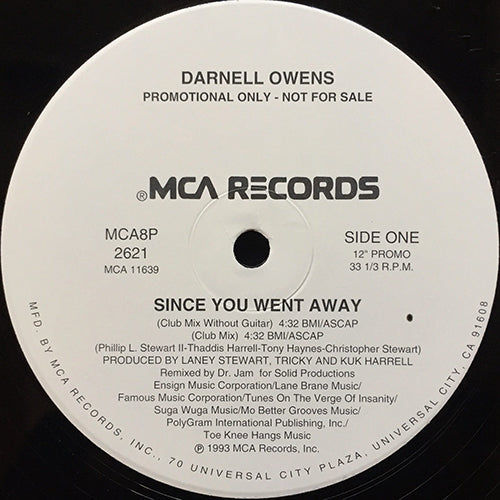 DARNELL OWENS
PROMOTIONAL ONLY - NOT FOR SALE
®MCA RECORDS
MCA8P
2621
MCA 11639
SIDE ONE
12" PROMO
33 1/3 R.P.M.
SINCE YOU WENT AWAY
(Club Mix Without Guitar) 4:32 BMI/ASCAP
(Club Mix) 4:32 BMI/ASCAP
(Phillip L. Stewart II-Thaddis Harrell-Tony Haynes-Christopher Stewart)
PRODUCED BY LANEY STEWART, TRICKY AND KUK HARRELL
Remixed by Dr. Jam for Solid Productions
Ensign Music Corporation/Lane Brane Music/
Famous Music Corporation/Tunes On The Verge Of Insanity/
Suga Wuga Music/Mo Better Grooves Music/
PolyGram International Publishing, Inc./
Toe Knee Hangs Music
℗ 1993 MCA Records, Inc.
MFD. BY MCA RECORDS, INC., 70 UNIVERSAL CITY PLAZA, UNIVERSAL CITY, CA 91608